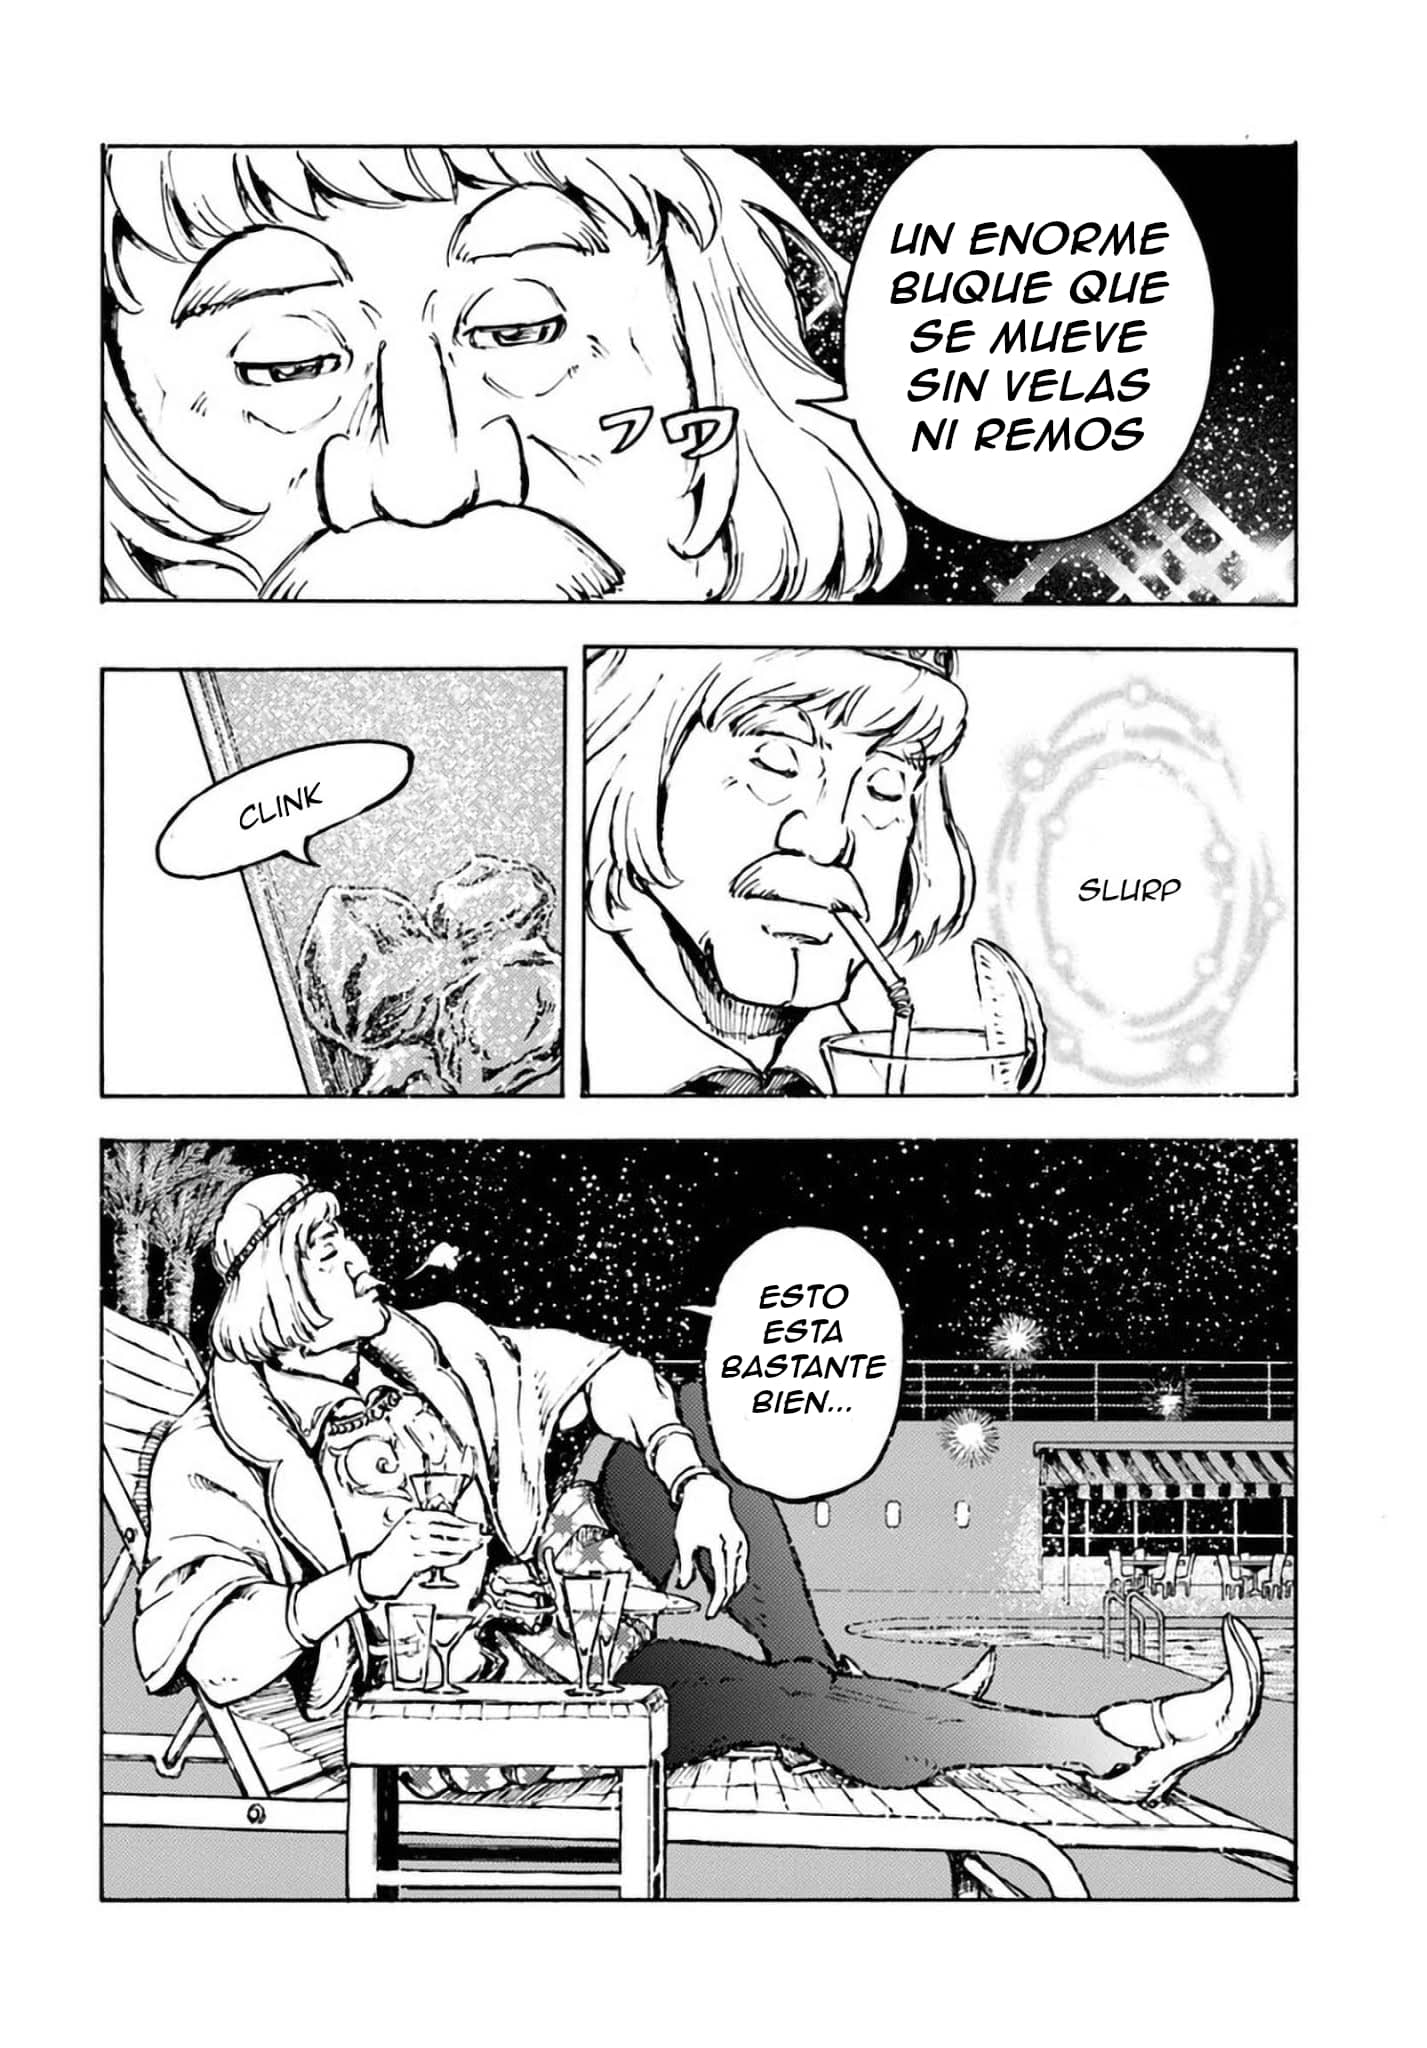 UN ENORME
BUQUE QUE
SE MUEVE
SIN VELAS
NI REMOS
フワ
CLINK
SLURP
ESTO
ESTA
BASTANTE
BIEN...